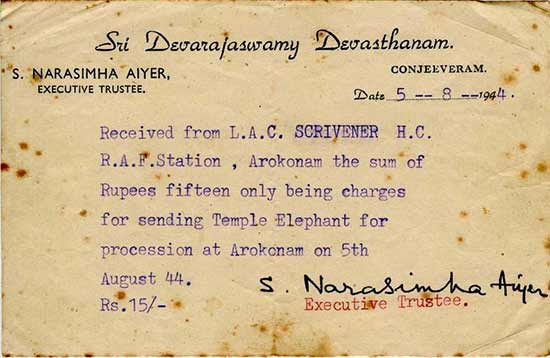 Sri Devarajaswamy Devasthanam.
S. NARASIMHA AIYER,
EXECUTIVE TRUSTEE.
CONJEEVERAM.
Date 5 -- 8 --1944.
Received from L.A.C. SCRIVENER H.C.
R.A.F.Station , Arokonam the sum of
Rupees fifteen only being charges
for sending Temple Elephant for
procession at Arokonam on 5th
August 44.
S. Narasimha Aiyer
Rs.15/-
Executive Trustee.